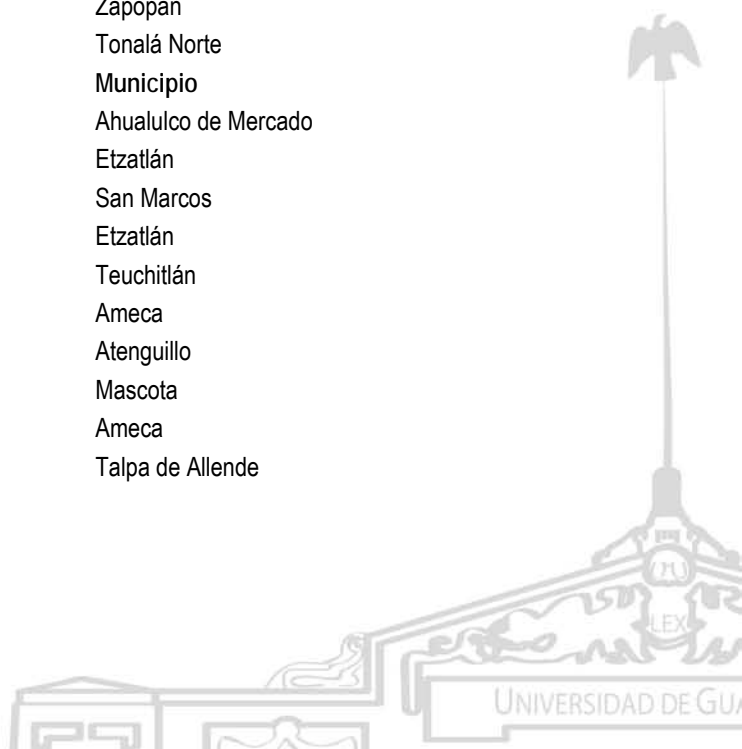 Zapopan
Tonalá Norte
Municipio
Ahualulco de Mercado
Etzatlán
San Marcos
Etzatlán
Teuchitlán
Ameca
Atenguillo
Mascota
Ameca
Talpa de Allende
LEX
UNIVERSIDAD DE GUA